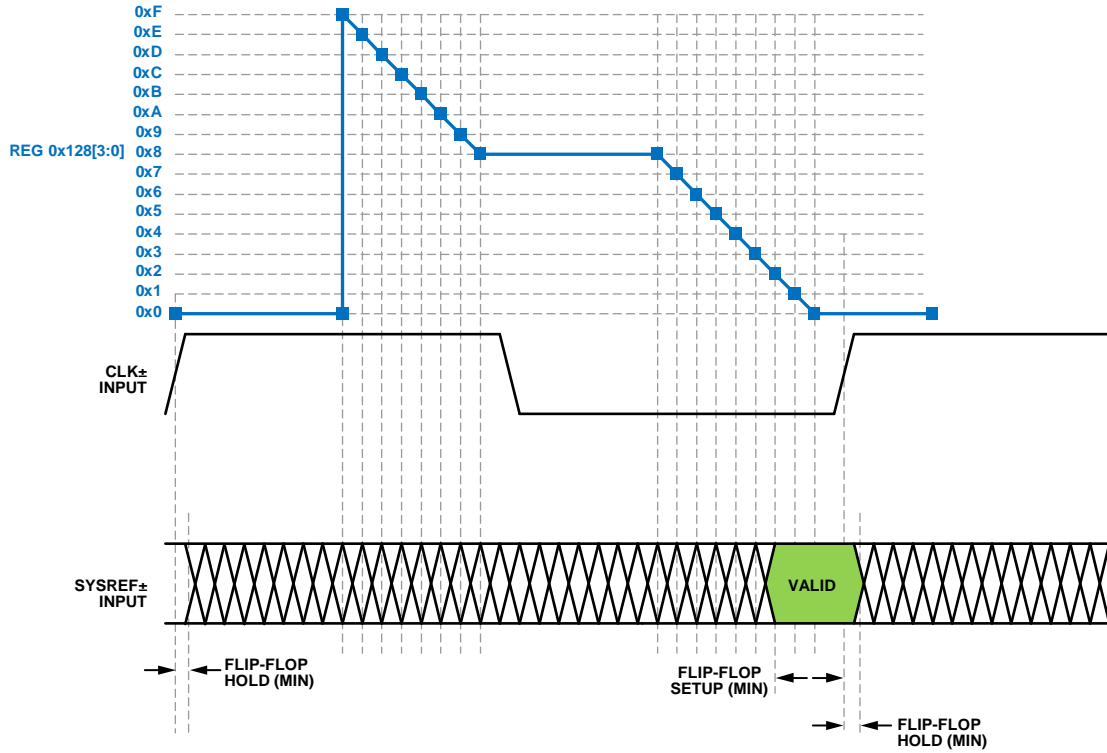 0xF
0xE
0xD
0xC
0xB
0xA
0x9
REG 0x128[3:0] 0x8
0x7
0x6
0x5
0x4
0x3
0x2
0x1
0x0
CLK±
INPUT
SYSREF±
INPUT
VALID
FLIP-FLOP
HOLD (MIN)
FLIP-FLOP
SETUP (MIN)
FLIP-FLOP
HOLD (MIN)